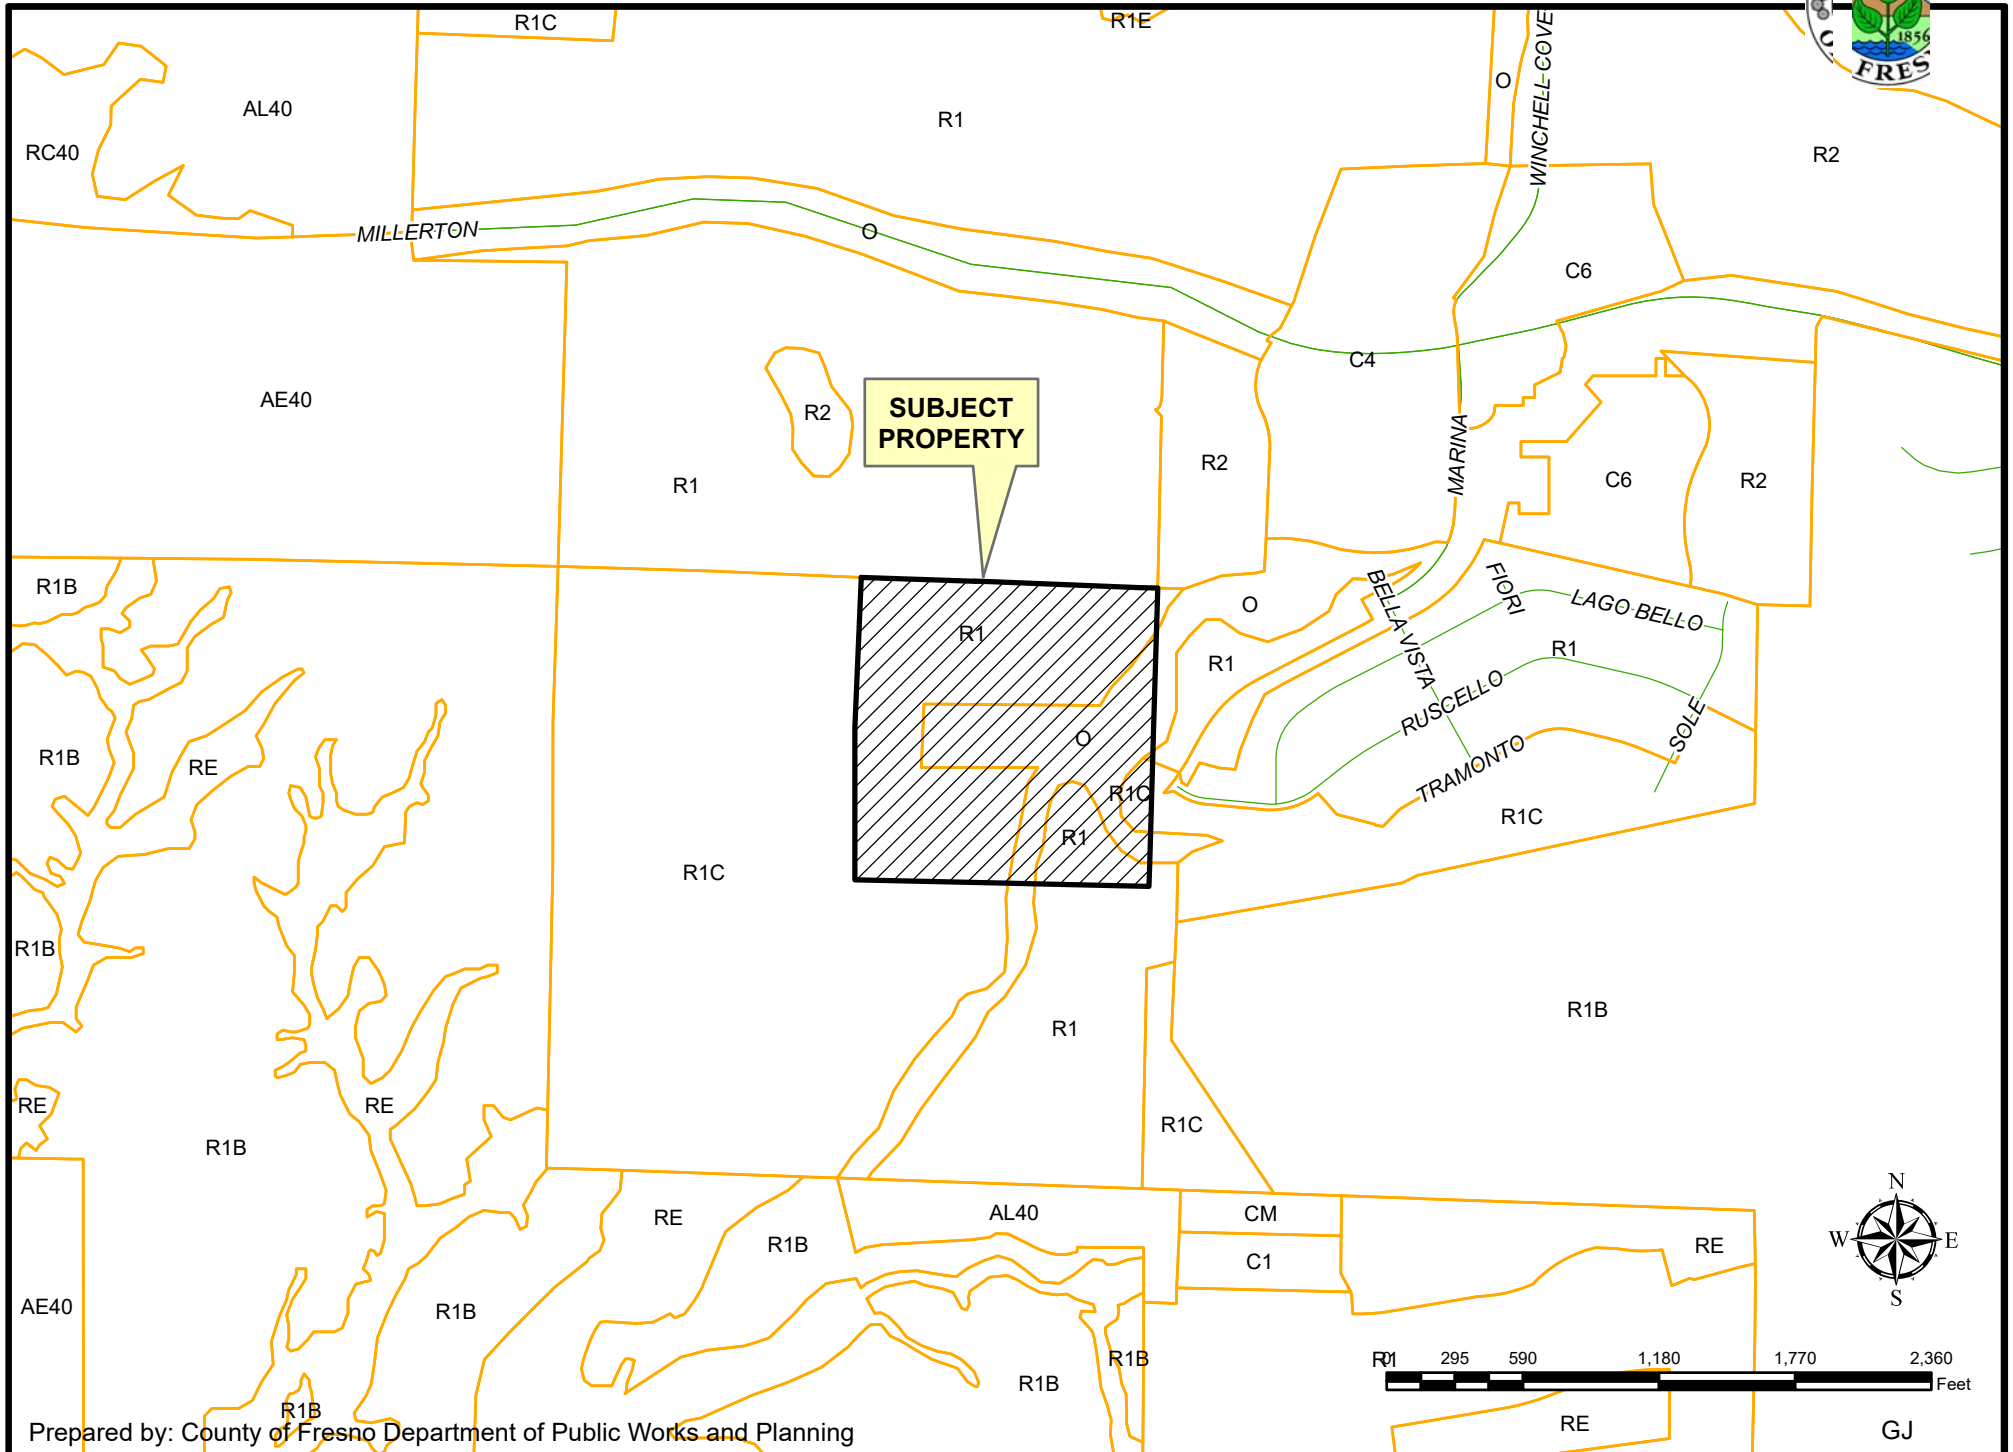 R1C
R1E
1856
FRES
O
WINCHELL COVE
AL40
R1
RC40
R2
MILLERTON
O
C6
C4
AE40
R2
SUBJECT
PROPERTY
R1
R2
MARINA
C6
R2
R1B
BELLA VISTA
FIORI
LAGO BELLO
O
R1
R1
R1
RUSCELLO
SOLE
O
R1B
RE
TRAMONTO
R1C
R1C
R1
R1C
R1B
R1B
R1
RE
RE
R1B
R1C
N
W
E
S
RE
R1B
AL40
CM
RE
C1
AE40
R1B
R1B
R1B
R1B
R1
0 295 590 1,180 1,770 2,360
Feet
RE
Prepared by: County of Fresno Department of Public Works and Planning
GJ